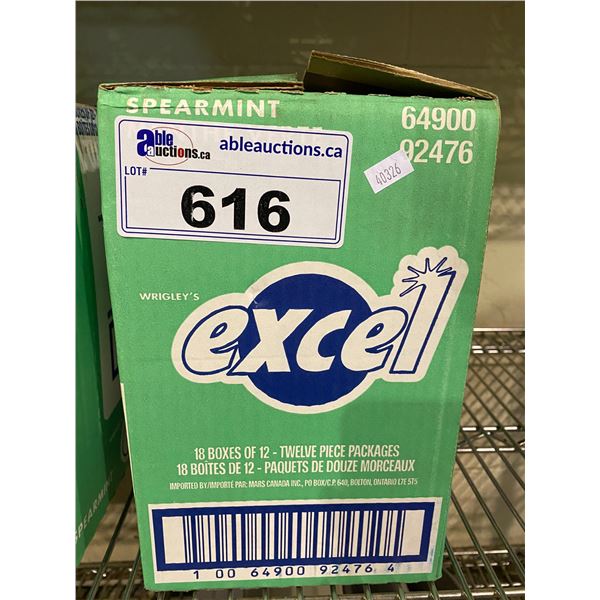 SPEARMINT
64900
92476
able
auctions.ca
ableauctions.ca
LOT#
616
40326
WRIGLEY'S
excel
18 BOXES OF 12 - TWELVE PIECE PACKAGES
18 BOÎTES DE 12 - PAQUETS DE DOUZE MORCEAUX
IMPORTED BY/IMPORTÉ PAR: MARS CANADA INC., PO BOX/C.P. 640, BOLTON, ONTARIO L7E 5T5
1 00 64900 92476 4
SPEARMINT